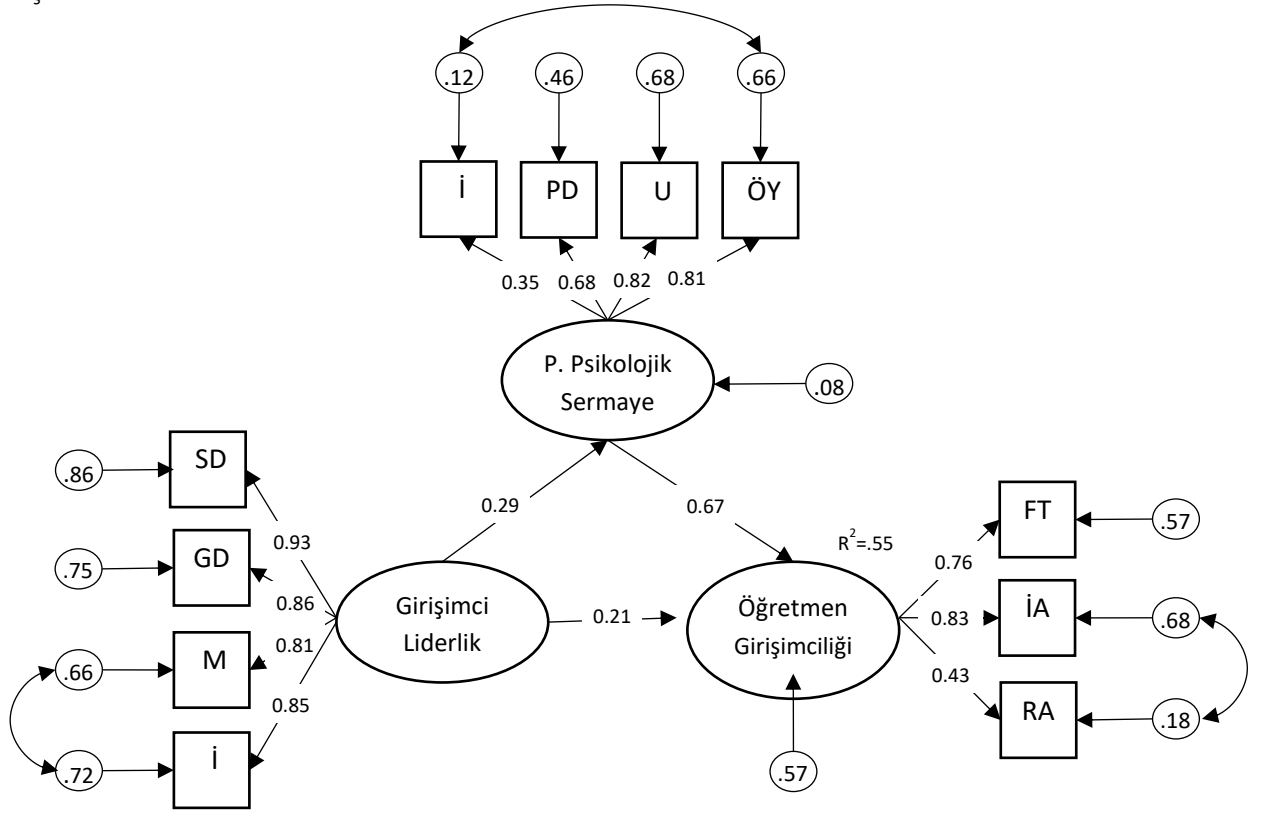 .12
.46
.68
.66
İ
PD
U
ÖY
0.35
0.68
0.82
0.81
P. Psikolojik
Sermaye
.08
SD
.86
0.29
0.67
FT
.57
0.93
R²=.55
GD
.75
0.76
0.86
Girişimci
Liderlik
0.21
Öğretmen
Girişimciliği
0.83
İA
.68
0.81
M
.66
0.43
0.85
RA
.18
İ
.72
.57